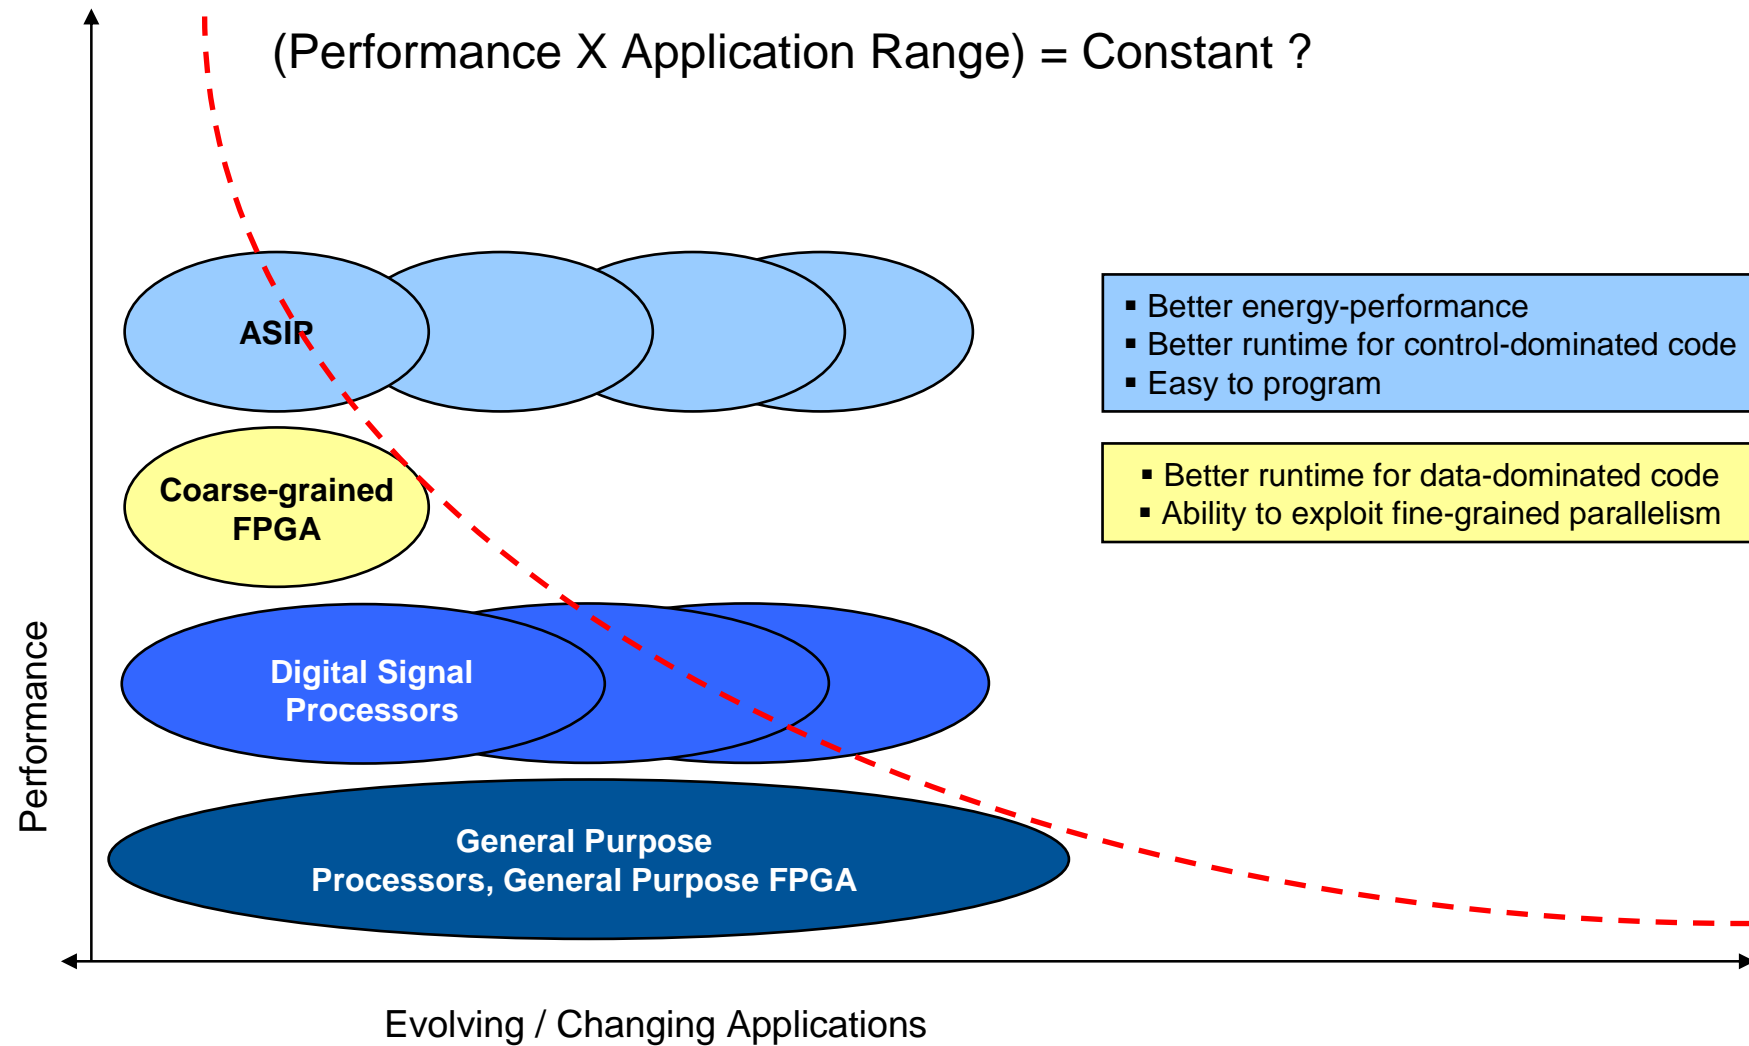 (Performance X Application Range) = Constant ?
ASIP
▪ Better energy-performance
▪ Better runtime for control-dominated code
▪ Easy to program
Coarse-grained
FPGA
▪ Better runtime for data-dominated code
▪ Ability to exploit fine-grained parallelism
Digital Signal
Processors
General Purpose
Processors, General Purpose FPGA
Performance
Evolving / Changing Applications